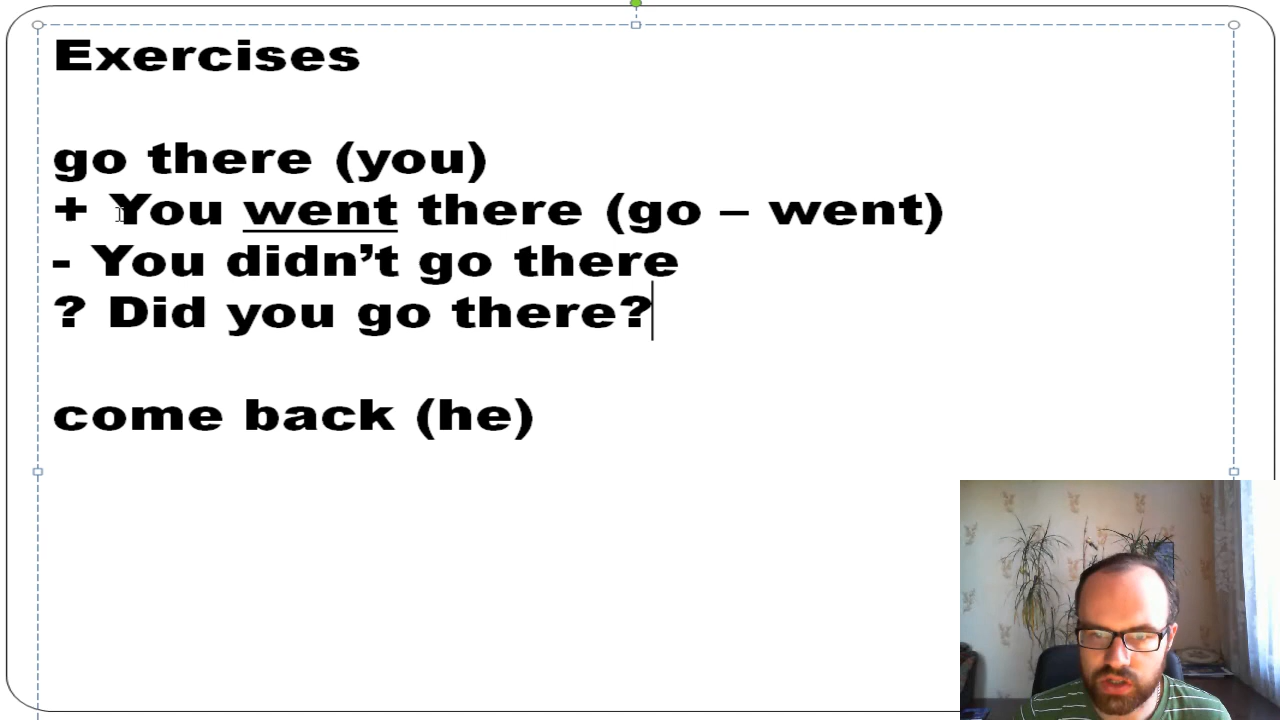 Exercises
go there (you)
+ You went there (go – went)
- You didn’t go there
? Did you go there?
come back (he)